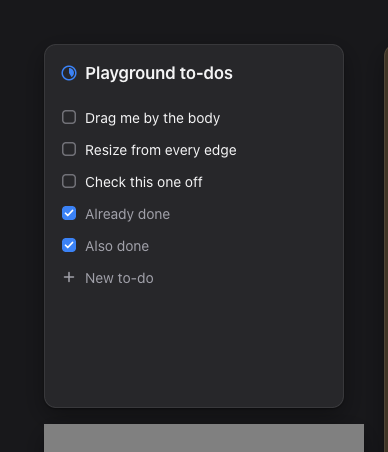 Playground to-dos
Drag me by the body
Resize from every edge
Check this one off
Already done
Also done
New to-do